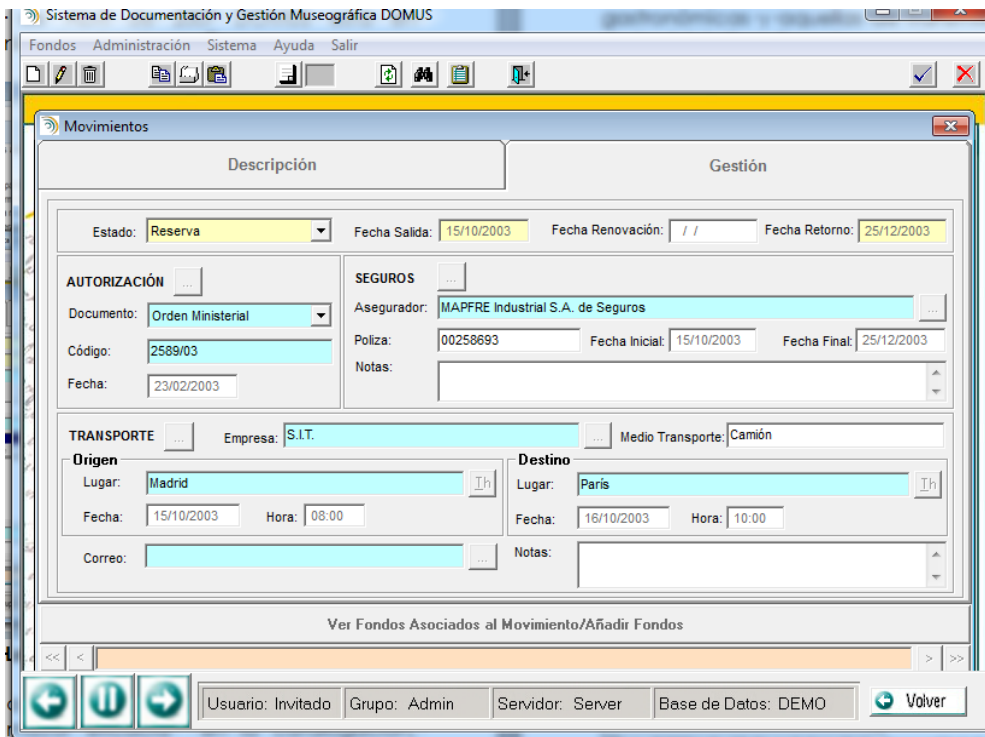 Sistema de Documentación y Gestión Museográfica DOMUS
Fondos Administración Sistema Ayuda Salir
Movimientos
Descripción Gestión
Estado: Reserva Fecha Salida: 15/10/2003 Fecha Renovación: / / Fecha Retorno: 25/12/2003
AUTORIZACIÓN ... SEGUROS ...
Documento: Orden Ministerial Asegurador: MAPFRE Industrial S.A. de Seguros ...
Código: 2589/03 Poliza: 00258693 Fecha Inicial: 15/10/2003 Fecha Final: 25/12/2003
Fecha: 23/02/2003 Notas:
TRANSPORTE ... Empresa: S.I.T. ... Medio Transporte: Camión
Origen Destino
Lugar: Madrid Th Lugar: París Th
Fecha: 15/10/2003 Hora: 08:00 Fecha: 16/10/2003 Hora: 10:00
Correo: ... Notas:
Ver Fondos Asociados al Movimiento/Añadir Fondos
<< < > >>
Usuario: Invitado Grupo: Admin Servidor: Server Base de Datos: DEMO Volver